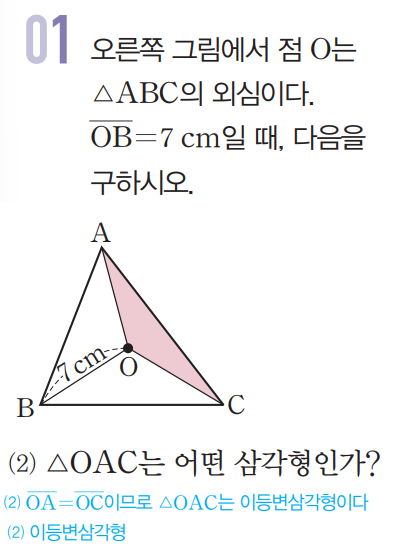 01
오른쪽 그림에서 점 O는
△ABC의 외심이다.
OB=7 cm일 때, 다음을
구하시오.
A
7 cm
O
B
C
(2) △OAC는 어떤 삼각형인가?
(2) OA=OC이므로 △OAC는 이등변삼각형이다
(2) 이등변삼각형